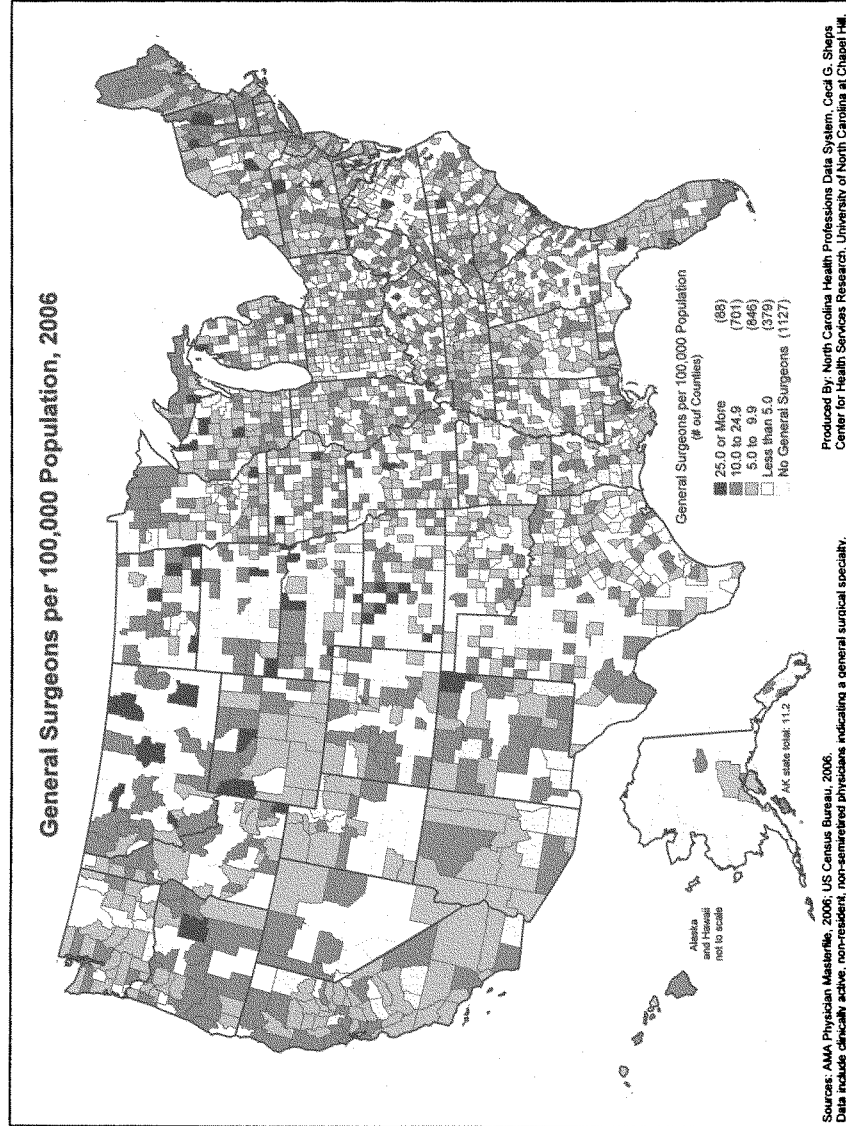 General Surgeons per 100,000 Population, 2006
General Surgeons per 100,000 Population
(# ouf Counties)
25.0 or More (88)
10.0 to 24.9 (701)
5.0 to 9.9 (846)
Less than 5.0 (379)
No General Surgeons (1127)
Alaska
and Hawaii
not to scale
AK state total: 11.2
Sources: AMA Physician Masterfile, 2006; US Census Bureau, 2006.
Data include clinically active, non-resident, non-semiretired physicians indicating a general surgical specialty.
Produced By: North Carolina Health Professions Data System, Cecil G. Sheps
Center for Health Services Research, University of North Carolina at Chapel Hill.